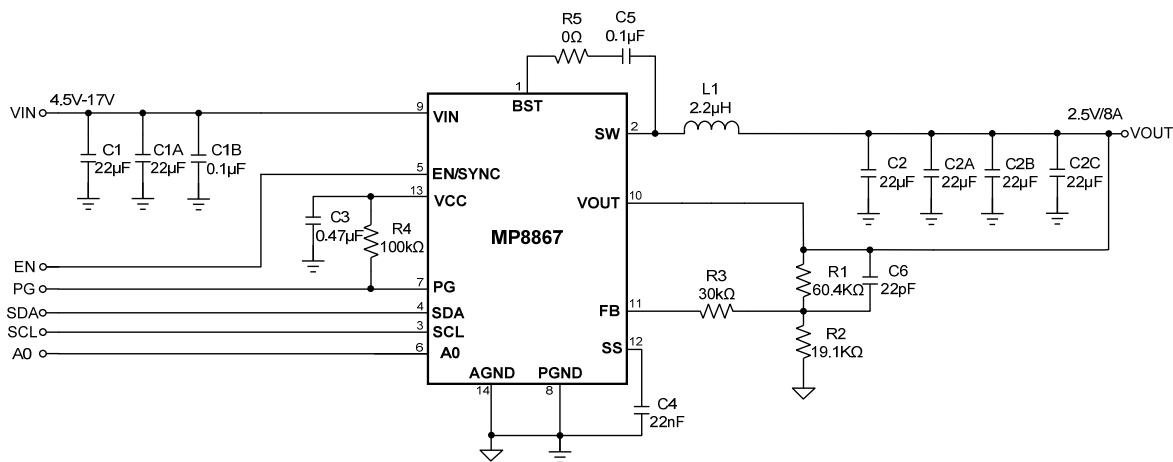 R5
0Ω
C5
0.1µF
1
BST
VIN
4.5V-17V
9
VIN
C1
22µF
C1A
22µF
C1B
0.1µF
SW
2
L1
2.2µH
2.5V/8A
VOUT
C2
22µF
C2A
22µF
C2B
22µF
C2C
22µF
5
EN/SYNC
13
VCC
C3
0.47µF
R4
100kΩ
VOUT
10
MP8867
EN
PG
7
PG
SDA
4
SDA
SCL
3
SCL
A0
6
A0
R3
30kΩ
R1
60.4KΩ
C6
22pF
FB
11
R2
19.1KΩ
SS
12
AGND
14
PGND
8
C4
22nF